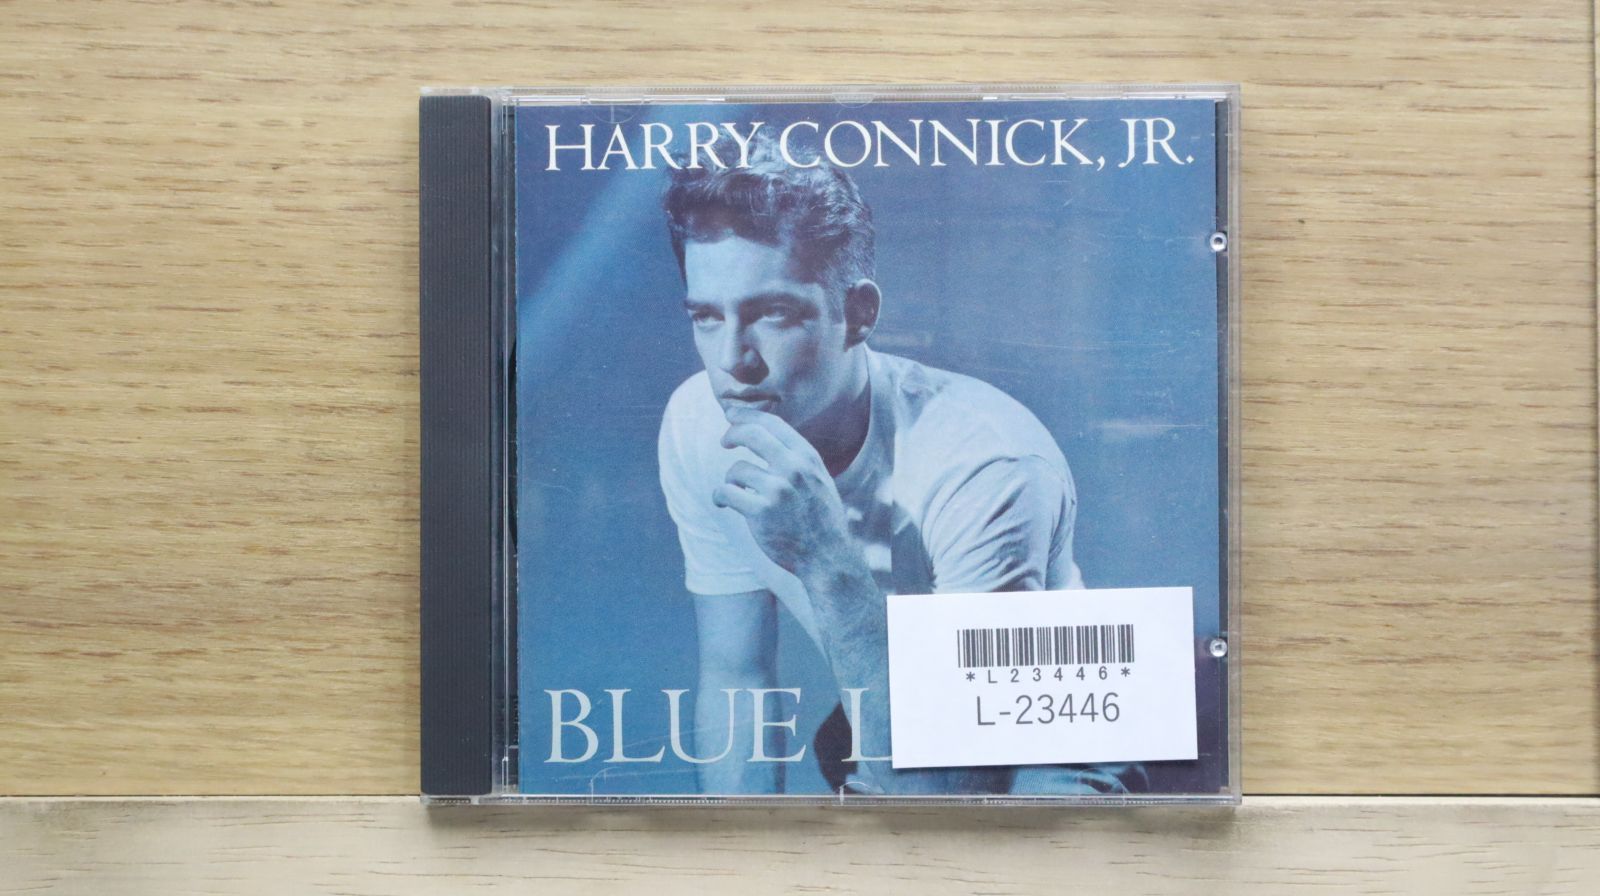 HARRY CONNICK, JR.
BLUE
*L23446*
L-23446